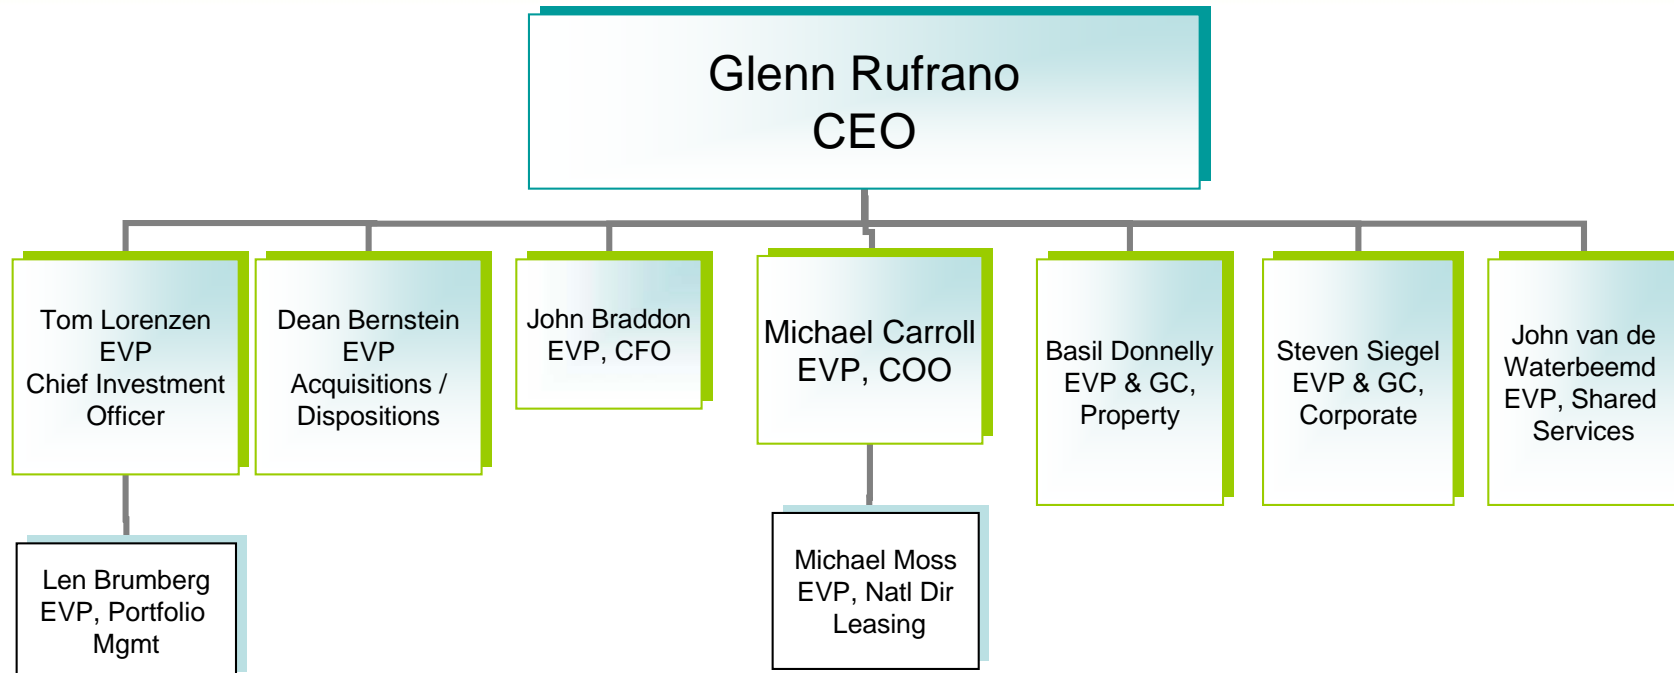 Glenn Rufrano
CEO
Tom Lorenzen
EVP
Chief Investment
Officer
Dean Bernstein
EVP
Acquisitions /
Dispositions
John Braddon
EVP, CFO
Michael Carroll
EVP, COO
Basil Donnelly
EVP & GC,
Property
Steven Siegel
EVP & GC,
Corporate
John van de
Waterbeemd
EVP, Shared
Services
Len Brumberg
EVP, Portfolio
Mgmt
Michael Moss
EVP, Natl Dir
Leasing